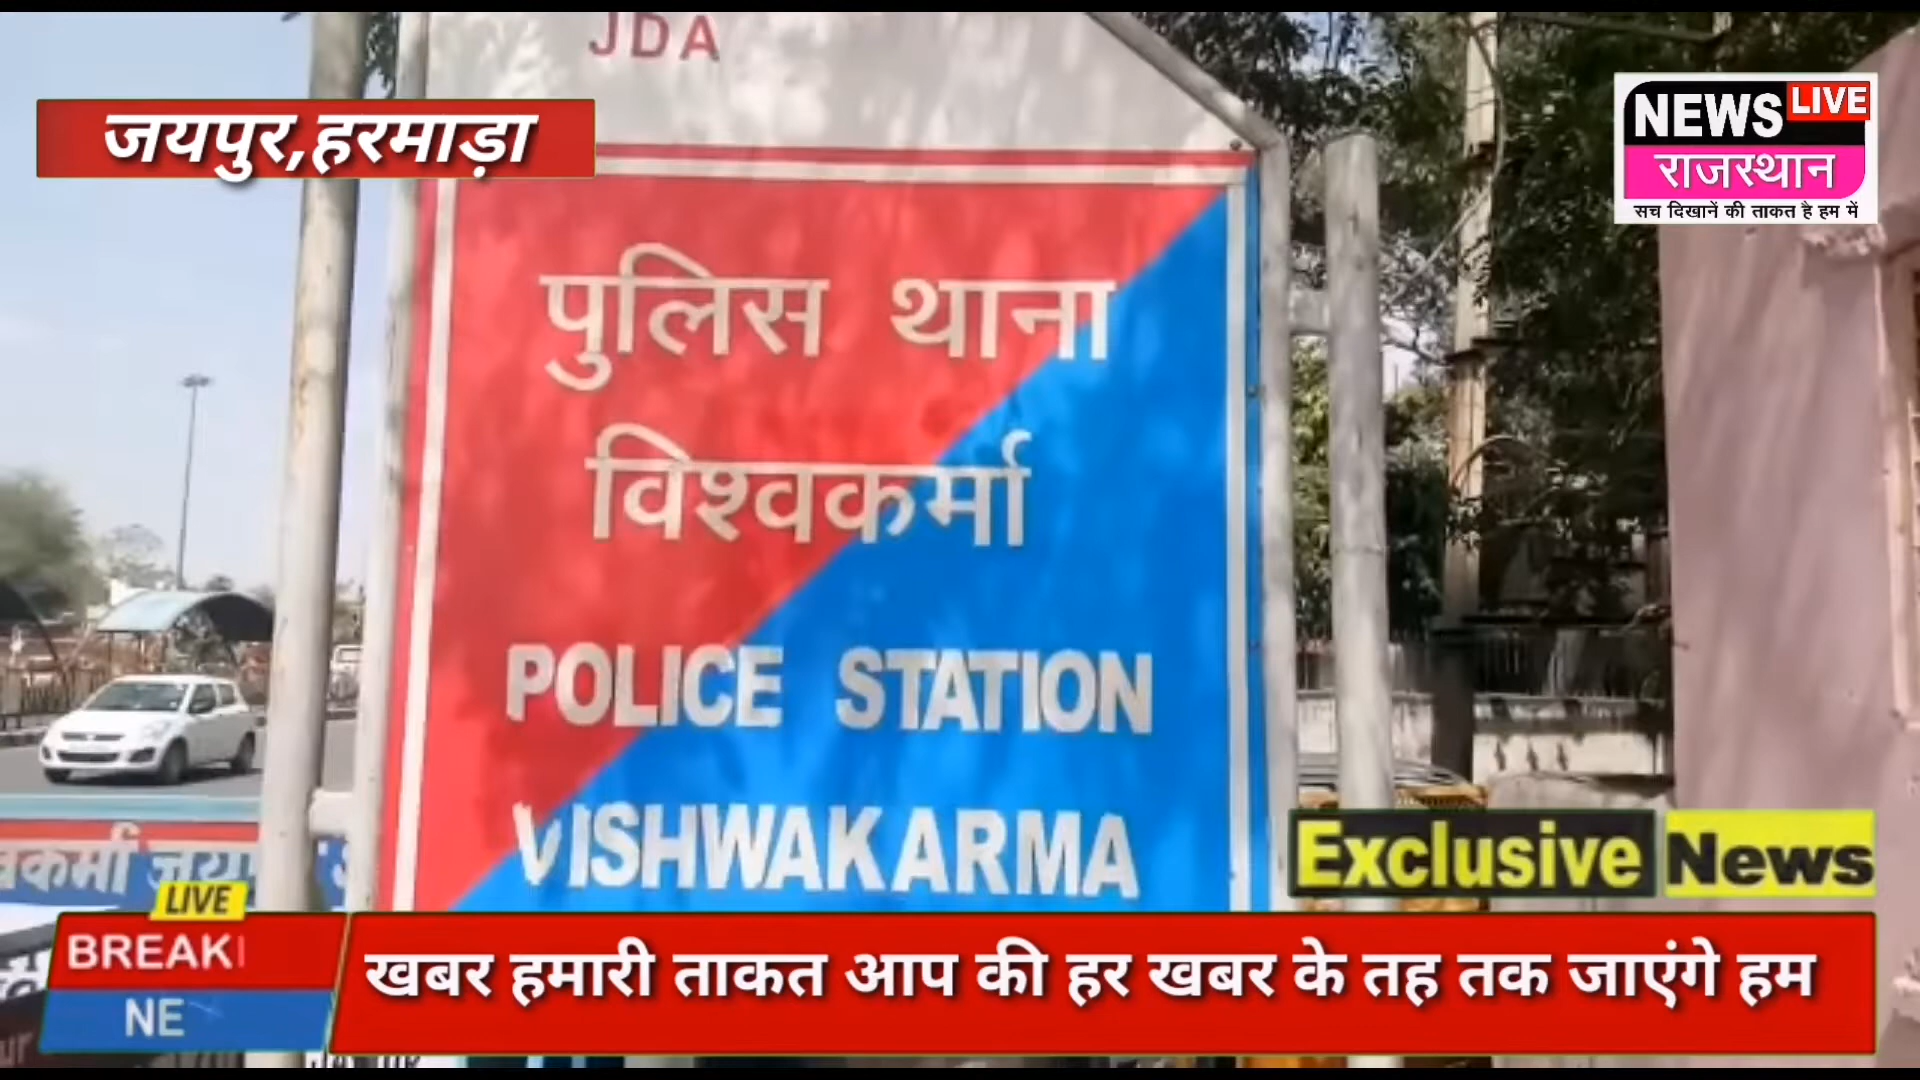 JDA
जयपुर,हरमाड़ा
NEWS LIVE
राजस्थान
सच दिखानें की ताकत है हम में
पुलिस थाना
विश्वकर्मा
POLICE STATION
VISHWAKARMA
Exclusive News
LIVE
BREAKI
NE
खबर हमारी ताकत आप की हर खबर के तह तक जाएंगे हम